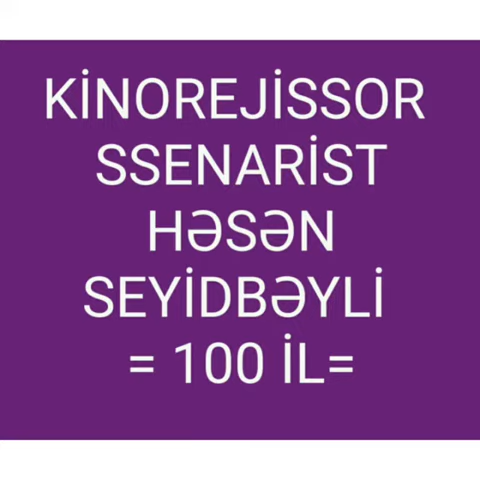 KİNOREJİSSOR
SSENARİST
HƏSƏN
SEYİDBƏYLİ
= 100 İL=